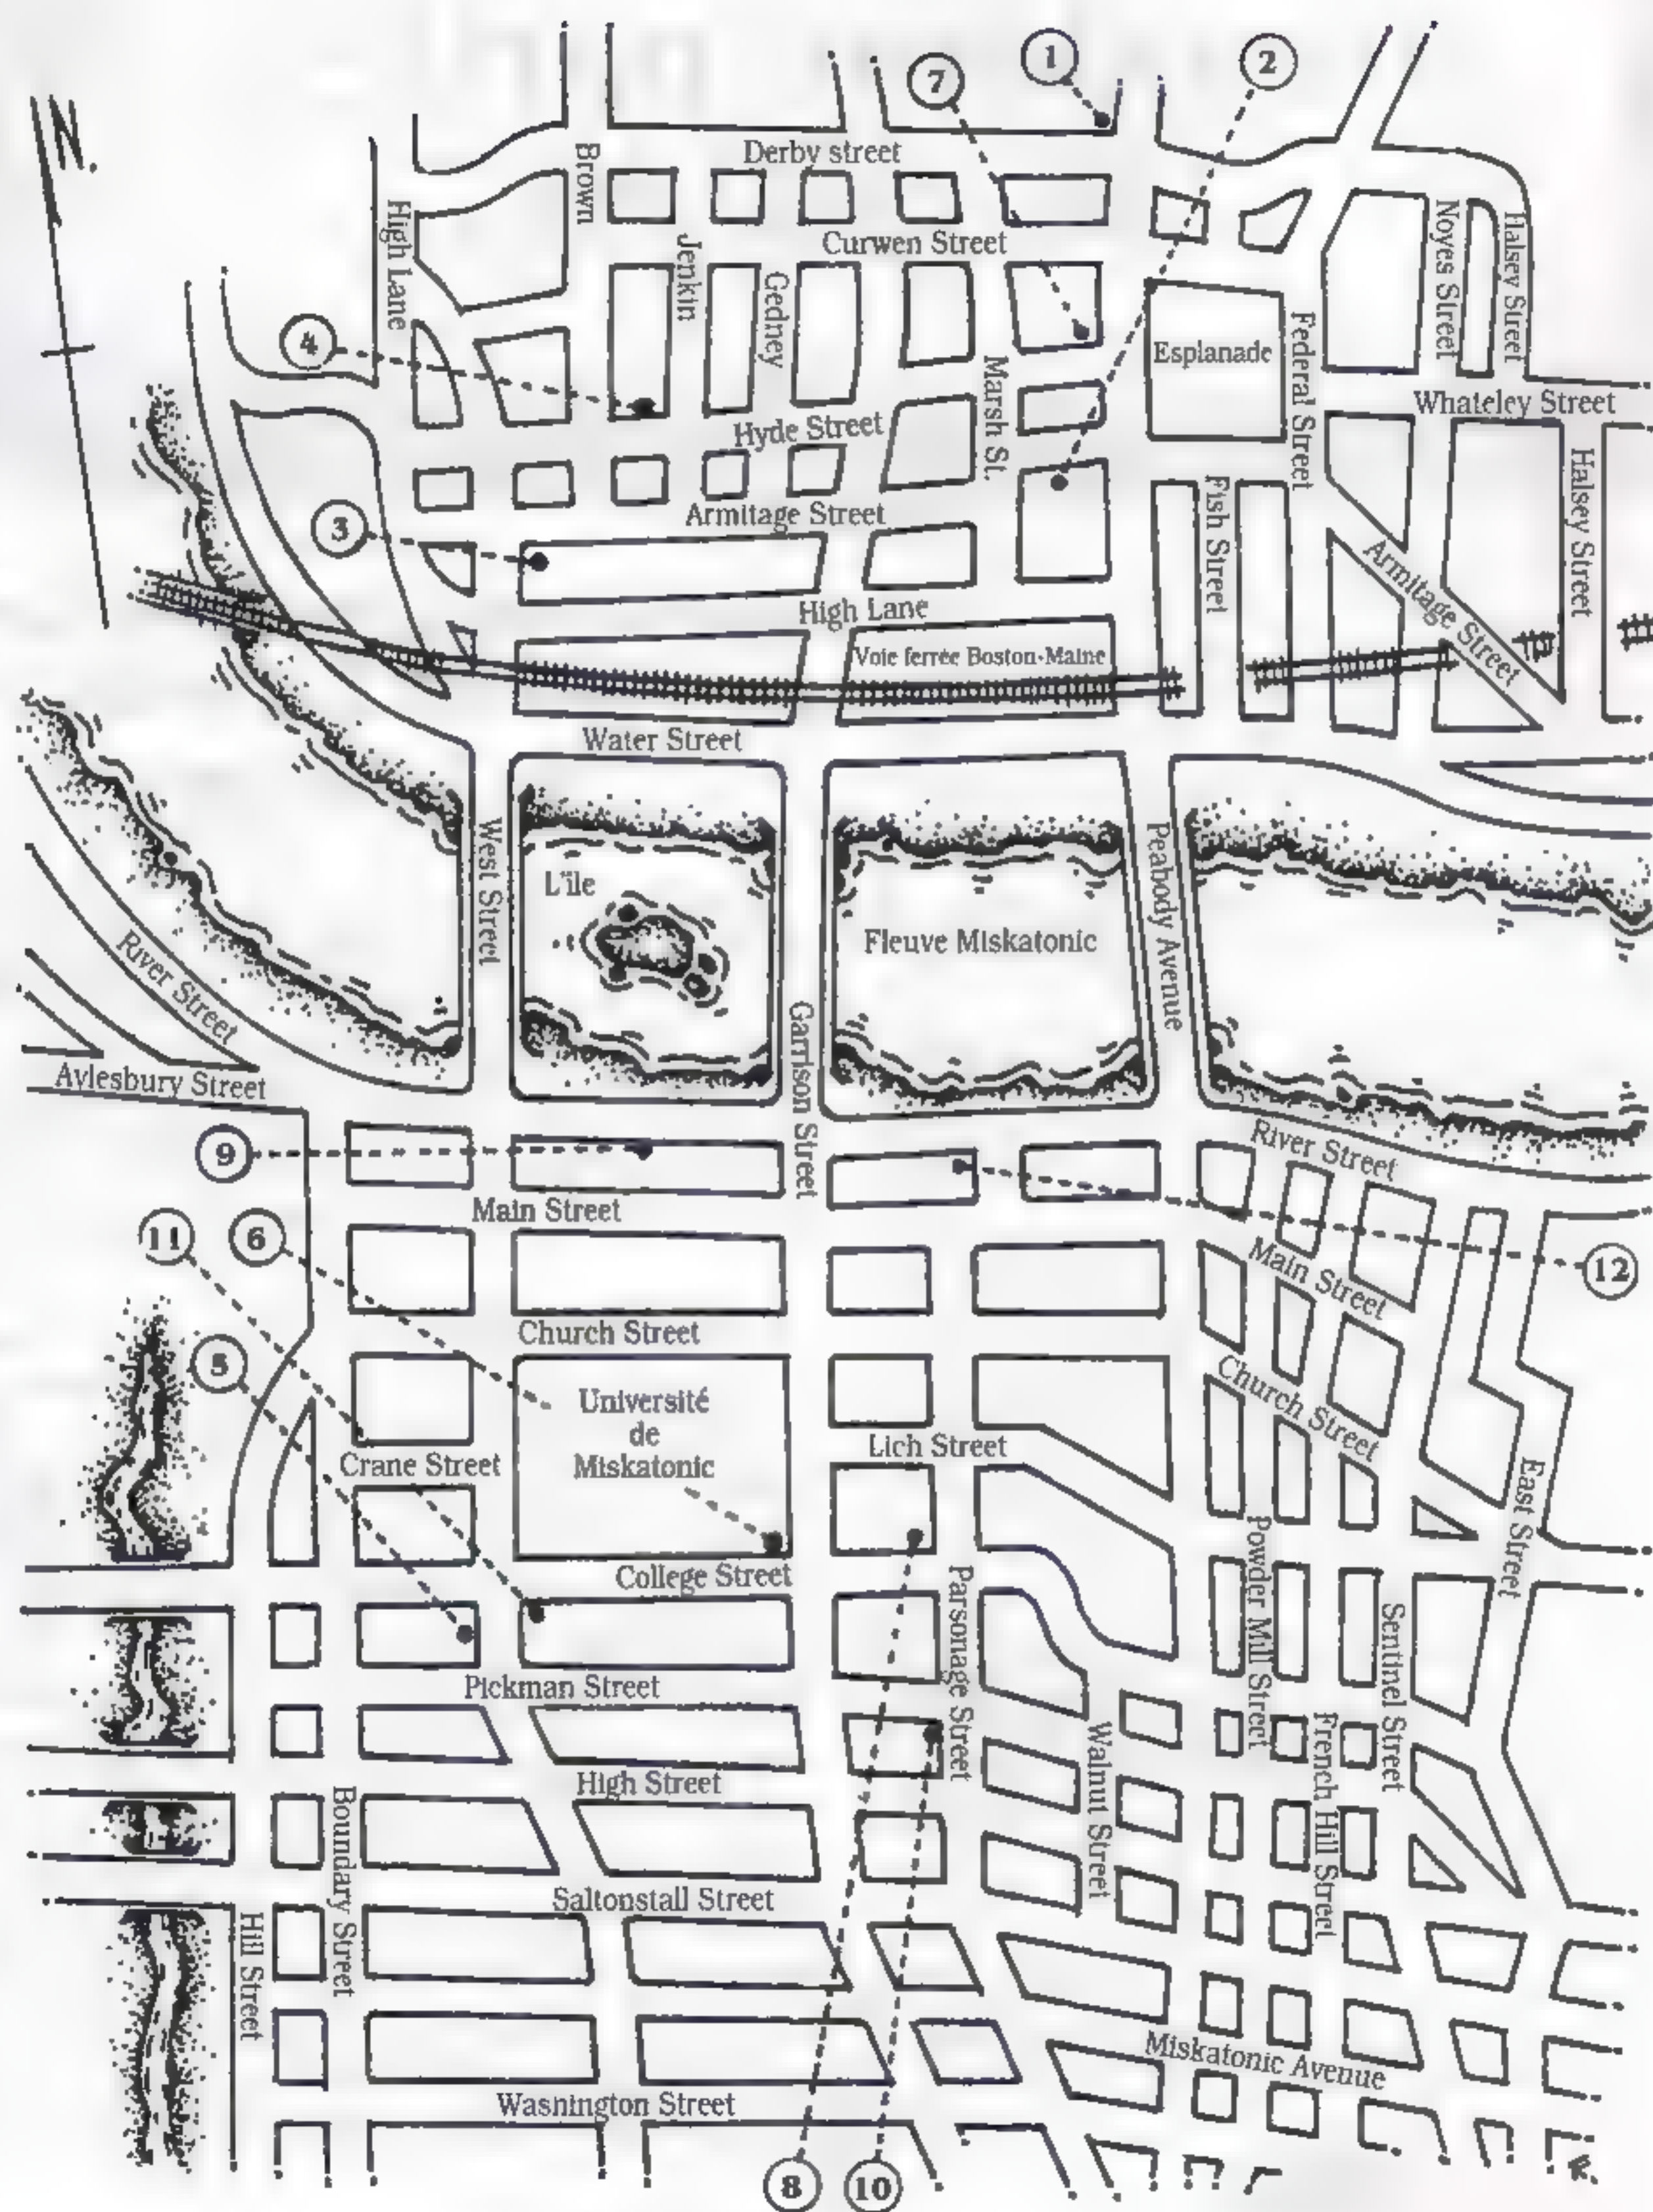 1
2
7
N.
Derby street
Brown
High Lane
Curwen Street
Jenkin
Gedney
Noyes Street
Halsey Street
4
Esplanade
Federal Street
Marsh St.
Whateley Street
Hyde Street
Halsey Street
Fish Street
3
Armitage Street
Armitage Street
High Lane
Voie ferrée Boston-Maine
Water Street
West Street
Peabody Avenue
L'île
Fleuve Miskatonic
River Street
Garrison Street
Aylesbury Street
9
River Street
Main Street
11
6
Main Street
12
Church Street
5
Church Street
Université
de
Miskatonic
Lich Street
Crane Street
East Street
College Street
Powder Mill Street
Parsonage Street
Sentinel Street
Pickman Street
Walnut Street
French Hill Street
High Street
Boundary Street
Saltonstall Street
Hill Street
Miskatonic Avenue
Washington Street
8
10